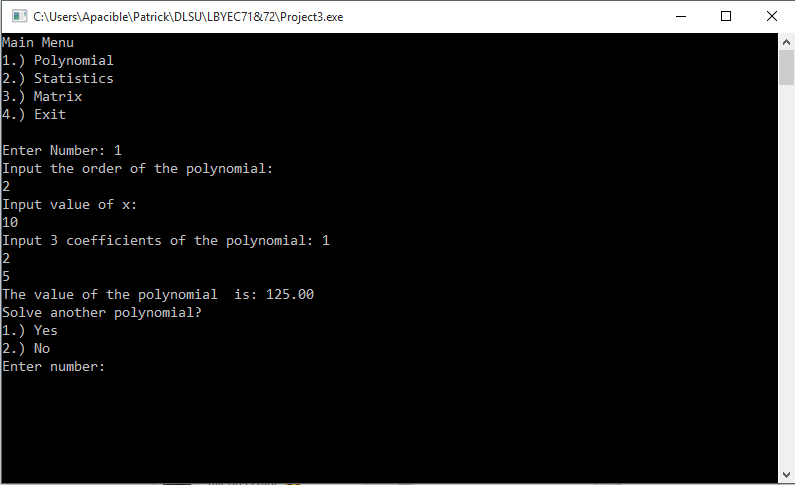 C:\Users\Apacible\Patrick\DLSU\LBYEC71&72\Project3.exe
Main Menu
1.) Polynomial
2.) Statistics
3.) Matrix
4.) Exit
Enter Number: 1
Input the order of the polynomial:
2
Input value of x:
10
Input 3 coefficients of the polynomial: 1
2
5
The value of the polynomial  is: 125.00
Solve another polynomial?
1.) Yes
2.) No
Enter number: